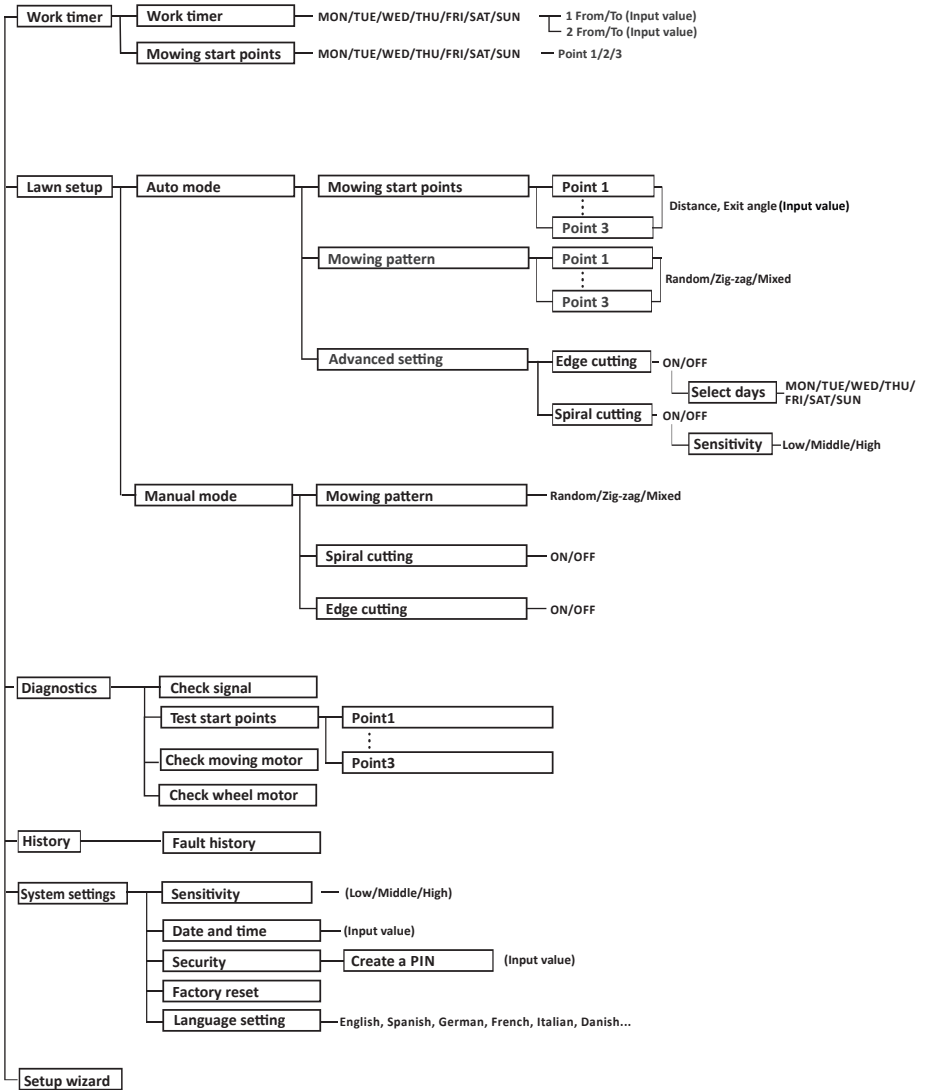 Work timer
Work timer
MON/TUE/WED/THU/FRI/SAT/SUN
1 From/To (Input value)
2 From/To (Input value)
Mowing start points
MON/TUE/WED/THU/FRI/SAT/SUN
Point 1/2/3
Lawn setup
Auto mode
Mowing start points
Point 1
Point 3
Distance, Exit angle (Input value)
Mowing pattern
Point 1
Point 3
Random/Zig-zag/Mixed
Advanced setting
Edge cutting
ON/OFF
Select days
MON/TUE/WED/THU/
FRI/SAT/SUN
Spiral cutting
ON/OFF
Sensitivity
Low/Middle/High
Manual mode
Mowing pattern
Random/Zig-zag/Mixed
Spiral cutting
ON/OFF
Edge cutting
ON/OFF
Diagnostics
Check signal
Test start points
Point1
Point3
Check moving motor
Check wheel motor
History
Fault history
System settings
Sensitivity
(Low/Middle/High)
Date and time
(Input value)
Security
Create a PIN
(Input value)
Factory reset
Language setting
English, Spanish, German, French, Italian, Danish...
Setup wizard